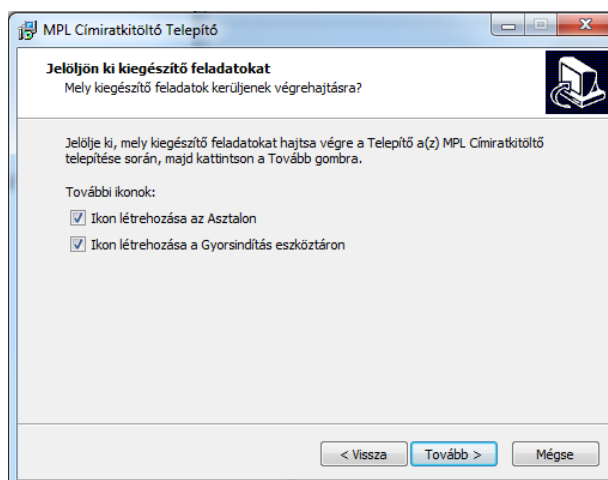 MPL Címiratkitöltő Telepítő
Jelöljön ki kiegészítő feladatokat
Mely kiegészítő feladatok kerüljenek végrehajtásra?
Jelölje ki, mely kiegészítő feladatokat hajtsa végre a Telepítő a(z) MPL Címiratkitöltő
telepítése során, majd kattintson a Tovább gombra.
További ikonok:
Ikon létrehozása az Asztalon
Ikon létrehozása a Gyorsindítás eszköztáron
< Vissza Tovább > Mégse